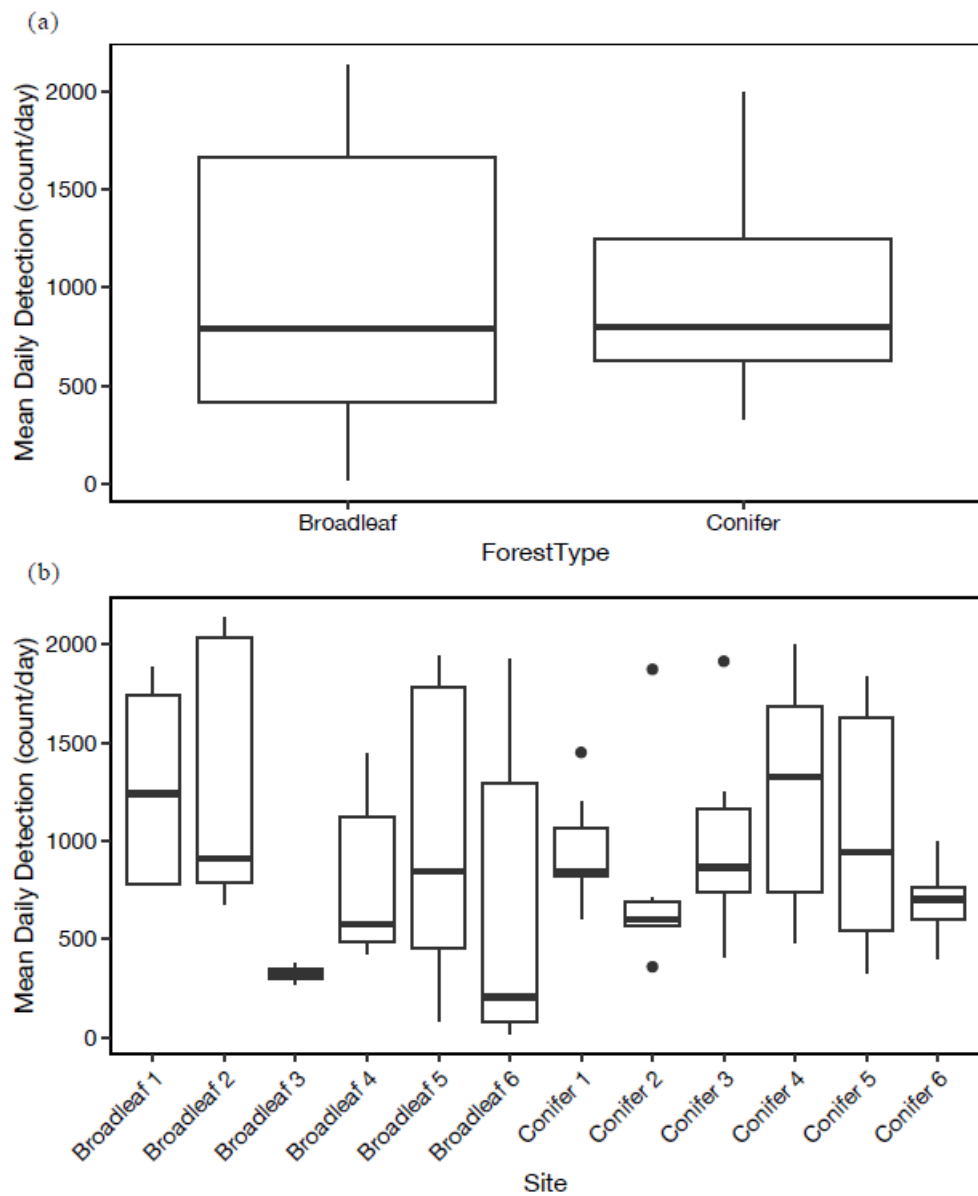 (a)
Mean Daily Detection (count/day)
2000
1500
1000
500
0
Broadleaf
Conifer
ForestType
(b)
Mean Daily Detection (count/day)
2000
1500
1000
500
0
Broadleaf 1
Broadleaf 2
Broadleaf 3
Broadleaf 4
Broadleaf 5
Broadleaf 6
Conifer 1
Conifer 2
Conifer 3
Conifer 4
Conifer 5
Conifer 6
Site